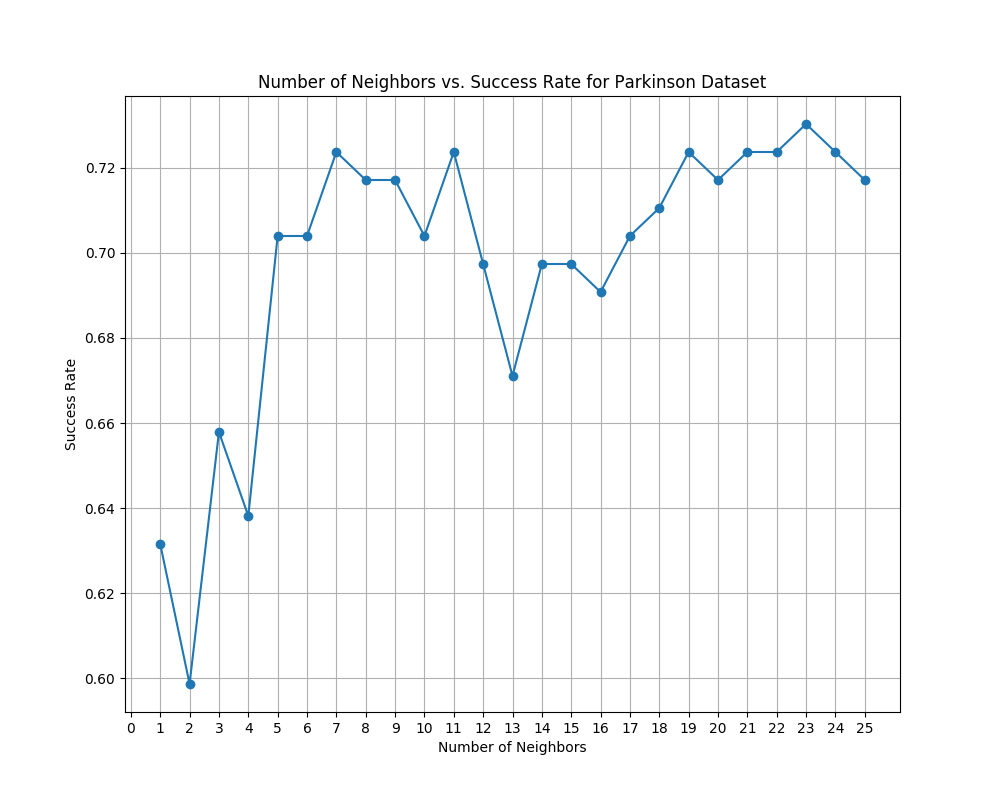 Number of Neighbors vs. Success Rate for Parkinson Dataset
Success Rate
0.72
0.70
0.68
0.66
0.64
0.62
0.60
0 1 2 3 4 5 6 7 8 9 10 11 12 13 14 15 16 17 18 19 20 21 22 23 24 25
Number of Neighbors